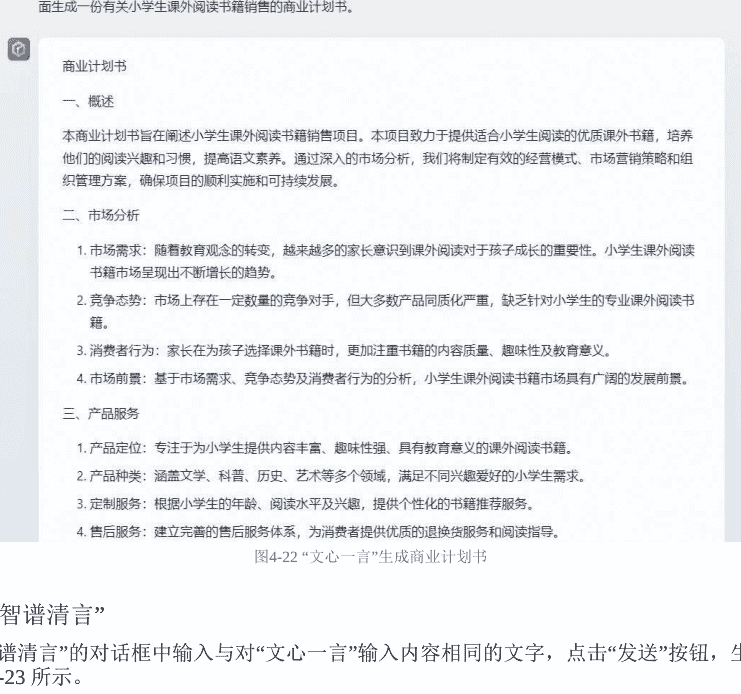 面生成一份有关小学生课外阅读书籍销售的商业计划书。
商业计划书
一、概述
本商业计划书旨在阐述小学生课外阅读书籍销售项目。本项目致力于提供适合小学生阅读的优质课外书籍，培养
他们的阅读兴趣和习惯，提高语文素养。通过深入的市场分析，我们将制定有效的经营模式、市场营销策略和组
织管理方案，确保项目的顺利实施和可持续发展。
二、市场分析
1. 市场需求：随着教育观念的转变，越来越多的家长意识到课外阅读对于孩子成长的重要性。小学生课外阅读
书籍市场呈现出不断增长的趋势。
2. 竞争态势：市场上存在一定数量的竞争对手，但大多数产品同质化严重，缺乏针对小学生的专业课外阅读书
籍。
3. 消费者行为：家长在为孩子选择课外书籍时，更加注重书籍的内容质量、趣味性及教育意义。
4. 市场前景：基于市场需求、竞争态势及消费者行为的分析，小学生课外阅读书籍市场具有广阔的发展前景。
三、产品服务
1. 产品定位：专注于为小学生提供内容丰富、趣味性强、具有教育意义的课外阅读书籍。
2. 产品种类：涵盖文学、科普、历史、艺术等多个领域，满足不同兴趣爱好的小学生需求。
3. 定制服务：根据小学生的年龄、阅读水平及兴趣，提供个性化的书籍推荐服务。
4. 售后服务：建立完善的售后服务体系，为消费者提供优质的退换货服务和阅读指导。
图4-22 “文心一言”生成商业计划书
智谱清言”
谱清言”的对话框中输入与对“文心一言”输入内容相同的文字，点击“发送”按钮，生
-23 所示。